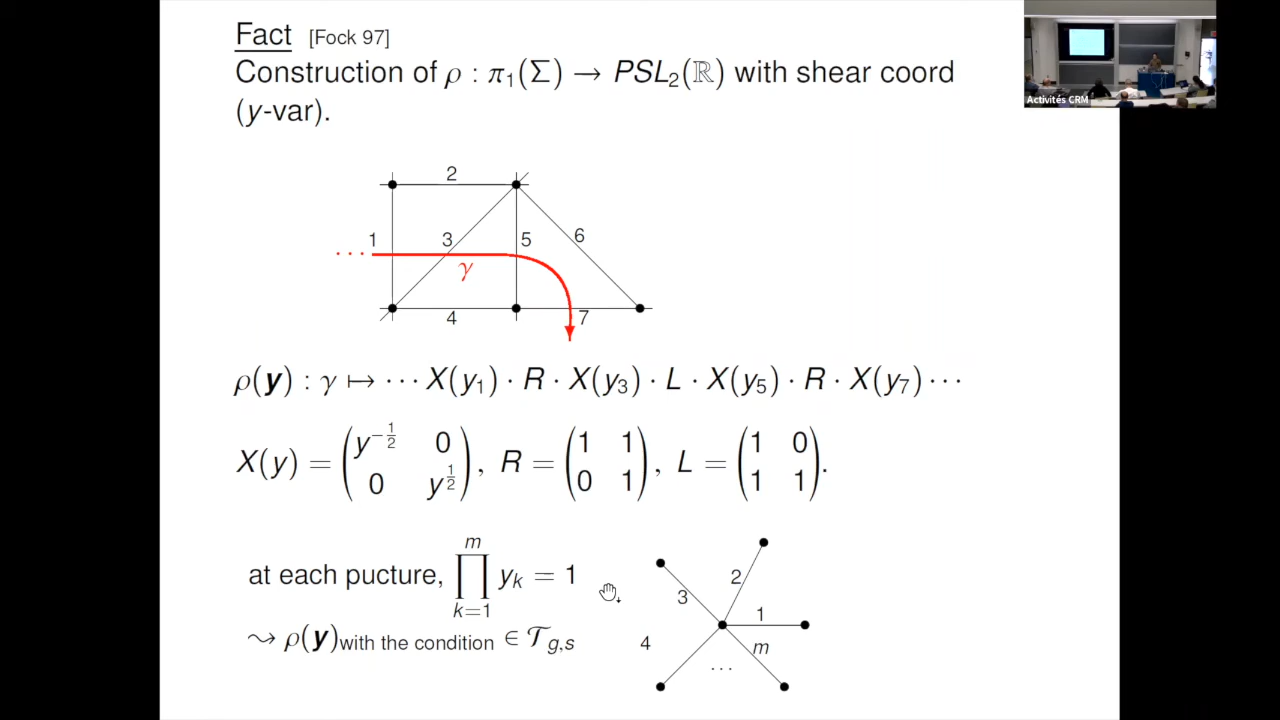 Fact [Fock 97]
Construction of ρ : π₁(Σ) → PSL₂(ℝ) with shear coord
(y-var).
Activités CRM
2
1
3
5
6
··· γ
4
7
ρ(y) : γ ↦ ··· X(y₁) · R · X(y₃) · L · X(y₅) · R · X(y₇) ···
X(y) = (y^{-1/2} 0; 0 y^{1/2}), R = (1 1; 0 1), L = (1 0; 1 1).
at each pucture, ∏_{k=1}^{m} y_k = 1
⇝ ρ(y) with the condition ∈ 𝒯_{g,s}
2
3
1
4
m
···